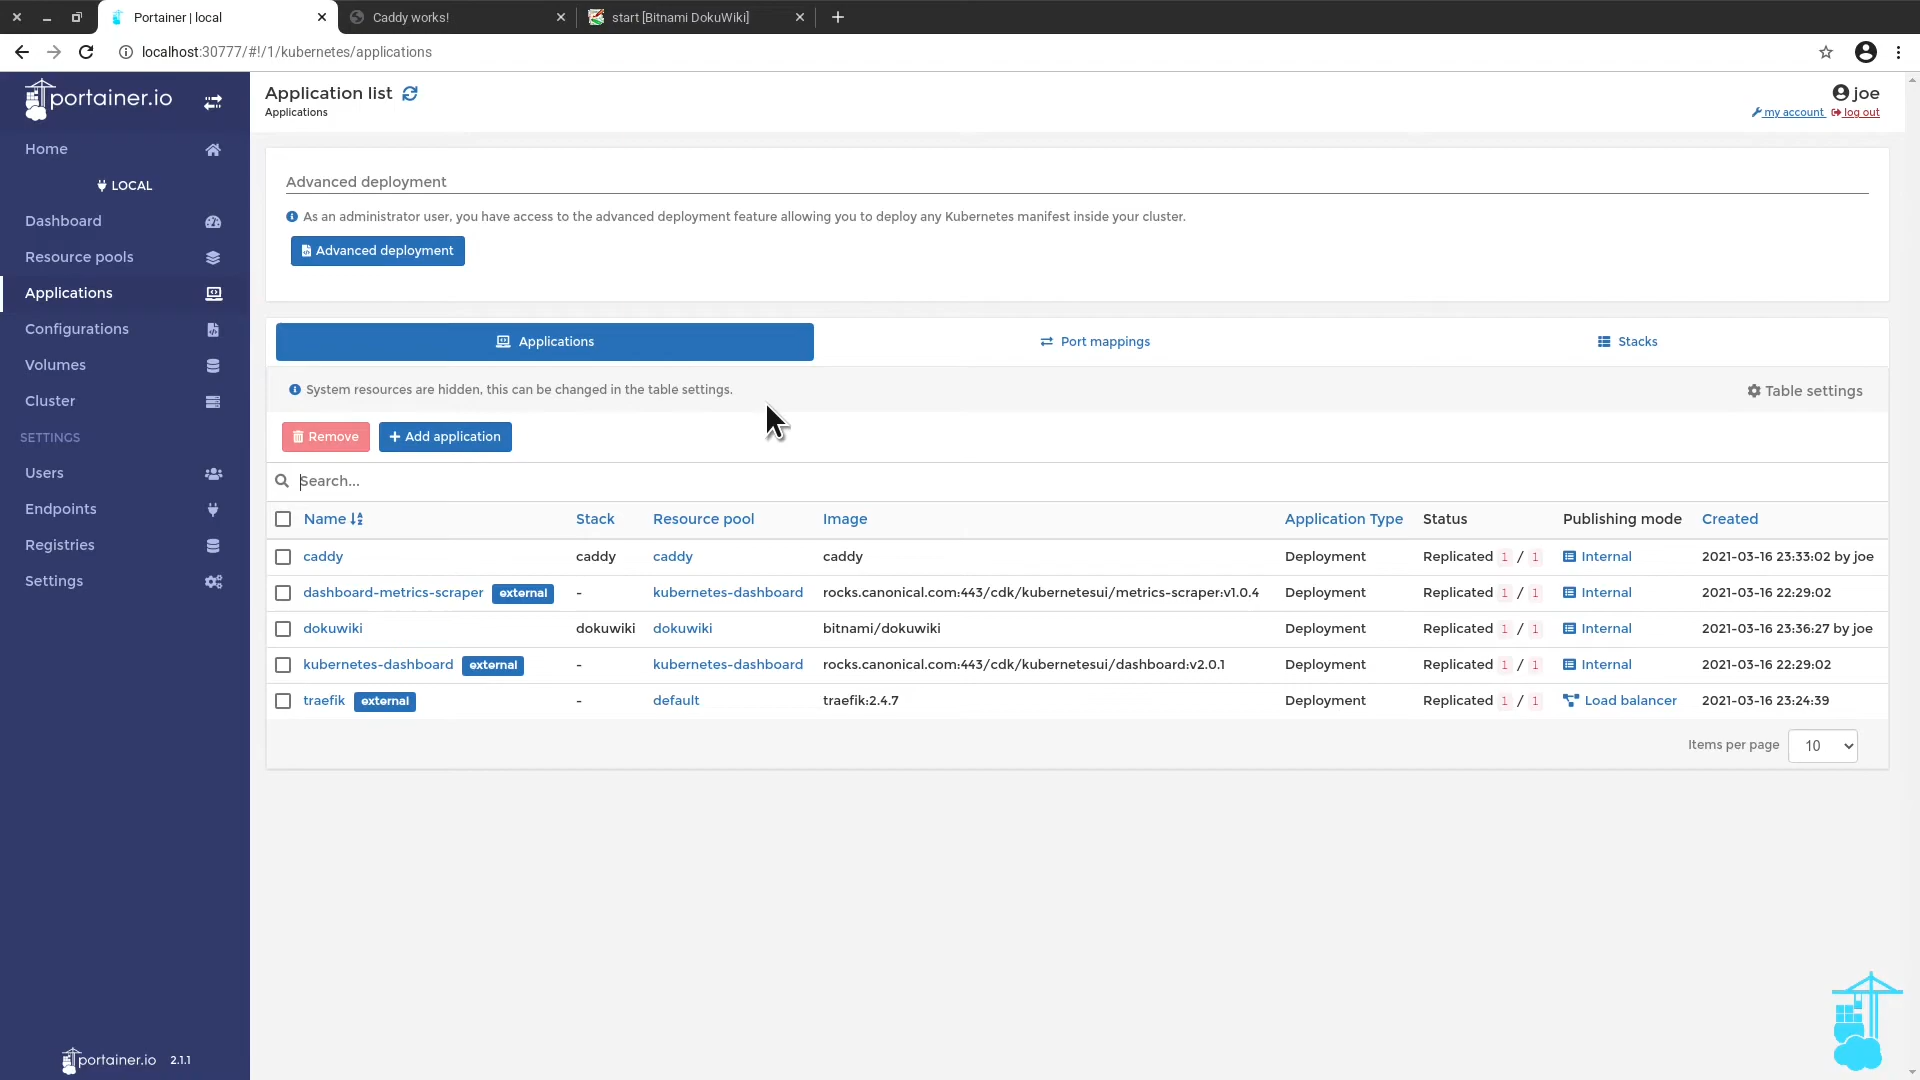 Portainer | local
Caddy works!
start [Bitnami DokuWiki]
localhost:30777/#!/1/kubernetes/applications
portainer.io
Home
LOCAL
Dashboard
Resource pools
Applications
Configurations
Volumes
Cluster
SETTINGS
Users
Endpoints
Registries
Settings
portainer.io 2.1.1
Application list
Applications
joe
my account log out
Advanced deployment
As an administrator user, you have access to the advanced deployment feature allowing you to deploy any Kubernetes manifest inside your cluster.
Advanced deployment
Applications Port mappings Stacks
System resources are hidden, this can be changed in the table settings. Table settings
Remove + Add application
Search...
Name Stack Resource pool Image Application Type Status Publishing mode Created
caddy caddy caddy caddy Deployment Replicated 1 / 1 Internal 2021-03-16 23:33:02 by joe
dashboard-metrics-scraper external - kubernetes-dashboard rocks.canonical.com:443/cdk/kubernetesui/metrics-scraper:v1.0.4 Deployment Replicated 1 / 1 Internal 2021-03-16 22:29:02
dokuwiki dokuwiki dokuwiki bitnami/dokuwiki Deployment Replicated 1 / 1 Internal 2021-03-16 23:36:27 by joe
kubernetes-dashboard external - kubernetes-dashboard rocks.canonical.com:443/cdk/kubernetesui/dashboard:v2.0.1 Deployment Replicated 1 / 1 Internal 2021-03-16 22:29:02
traefik external - default traefik:2.4.7 Deployment Replicated 1 / 1 Load balancer 2021-03-16 23:24:39
Items per page 10